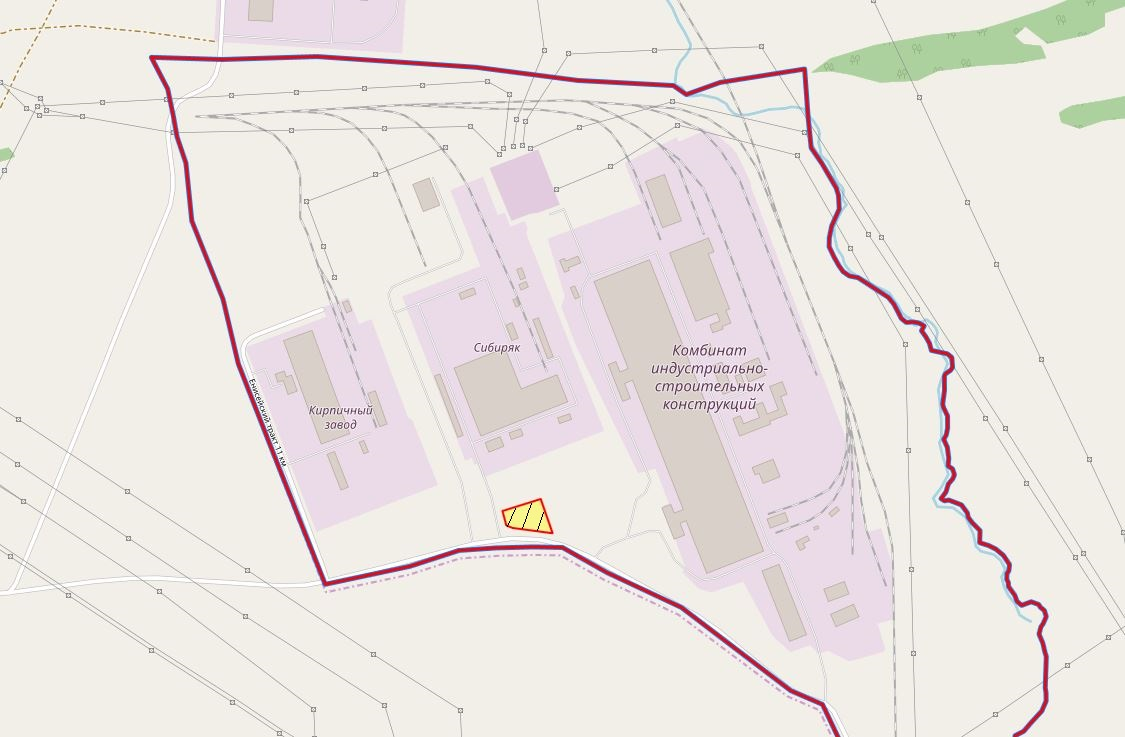 Сибиряк
Комбинат
индустриально-
строительных
конструкций
Кирпичный
завод
Енисейский тракт 11 км